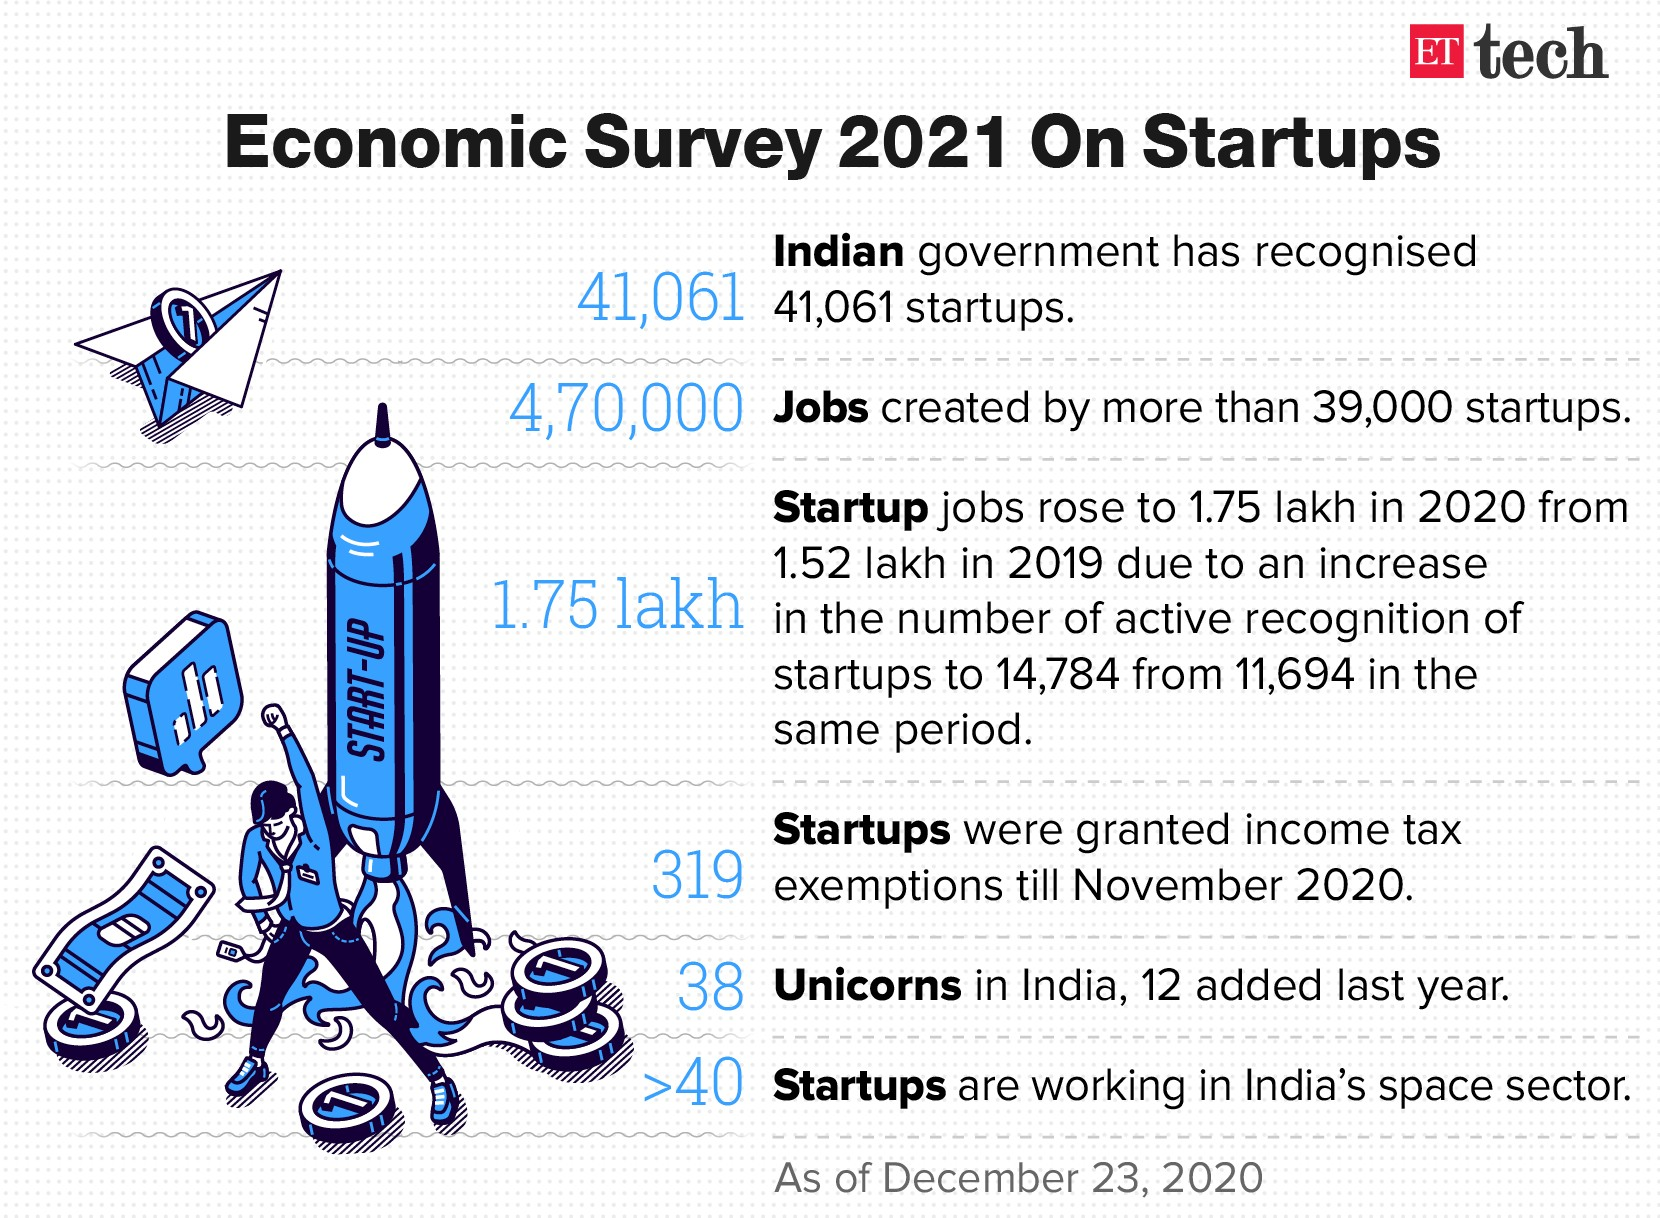 ET tech
Economic Survey 2021 On Startups
41,061
Indian government has recognised
41,061 startups.
4,70,000
Jobs created by more than 39,000 startups.
1.75 lakh
Startup jobs rose to 1.75 lakh in 2020 from
1.52 lakh in 2019 due to an increase
in the number of active recognition of
startups to 14,784 from 11,694 in the
same period.
START-UP
319
Startups were granted income tax
exemptions till November 2020.
38
Unicorns in India, 12 added last year.
>40
Startups are working in India’s space sector.
As of December 23, 2020